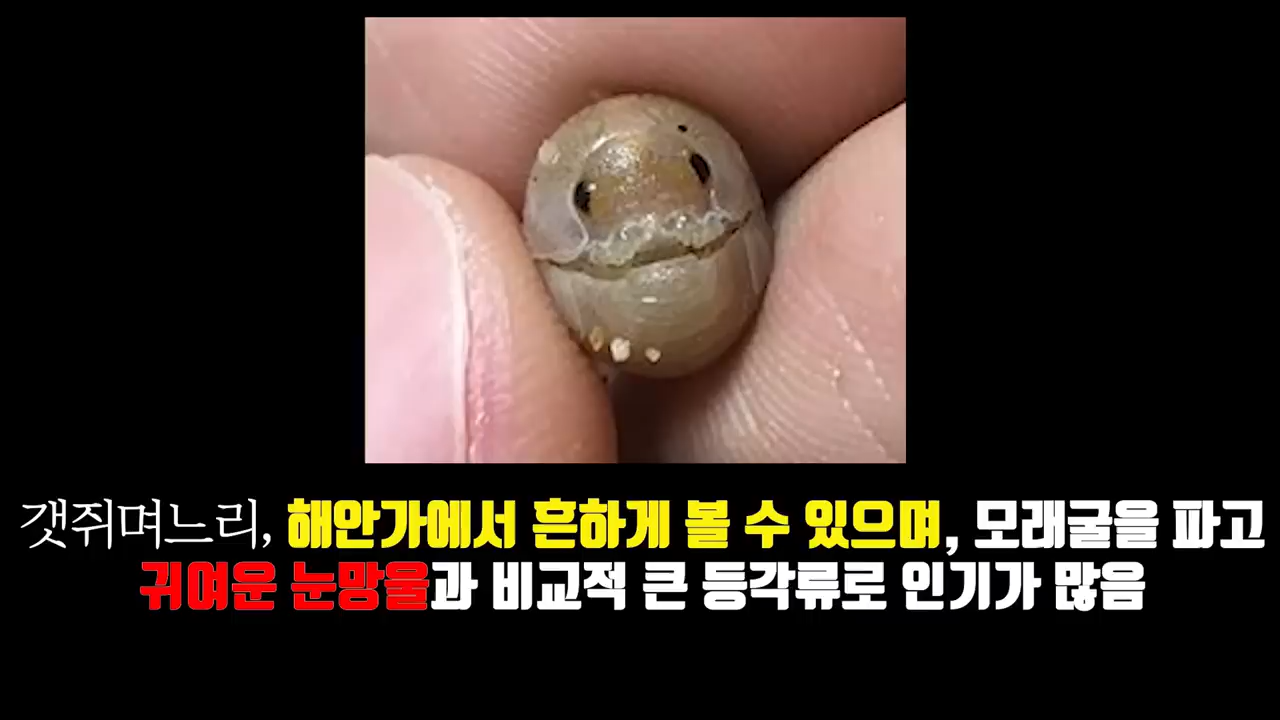 갯쥐며느리, 해안가에서 흔하게 볼 수 있으며, 모래굴을 파고
귀여운 눈망울과 비교적 큰 등각류로 인기가 많음